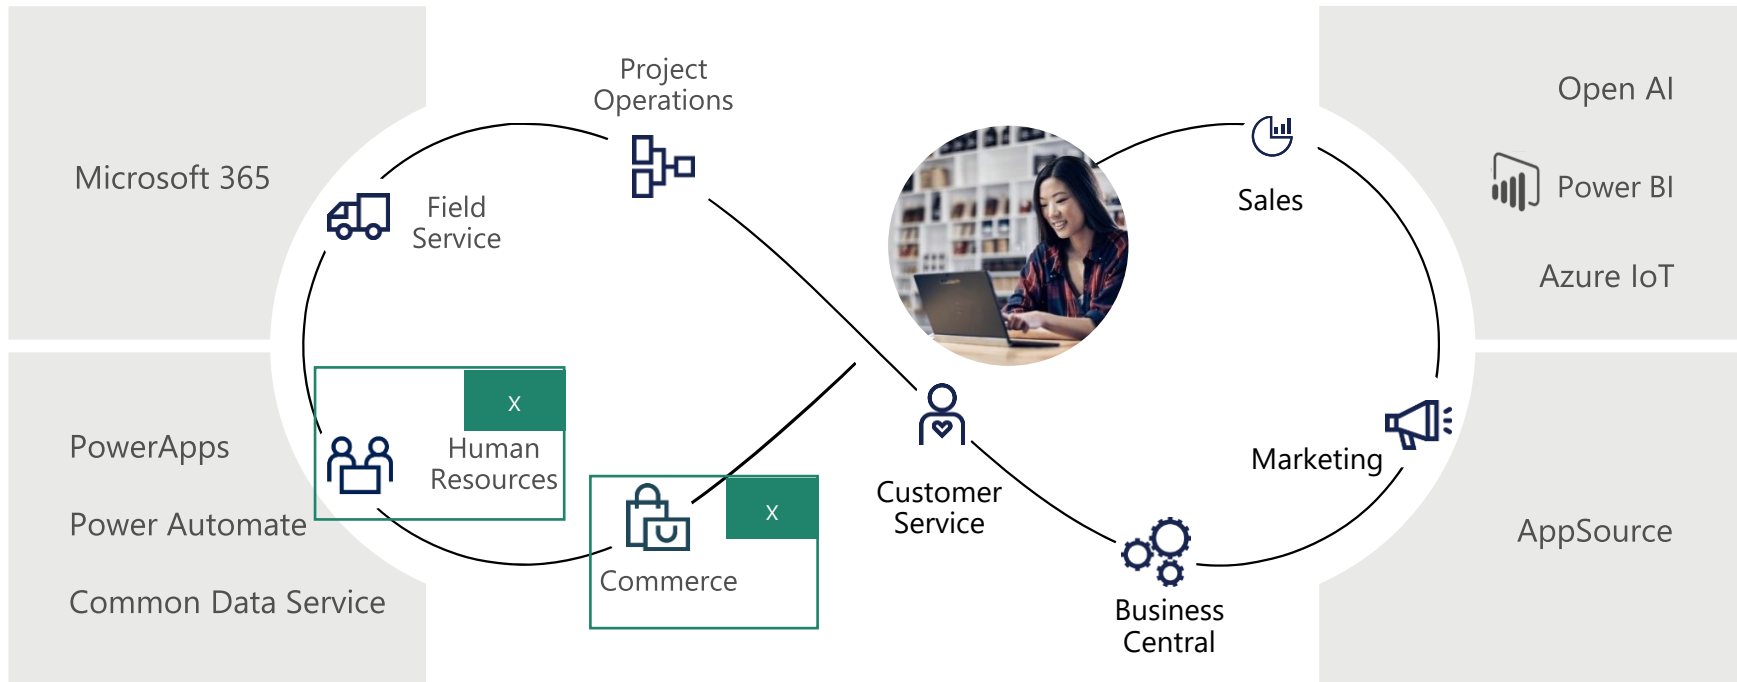 Microsoft 365
PowerApps
Power Automate
Common Data Service
Project
Operations
Field
Service
X
Human
Resources
X
Commerce
Customer
Service
Business
Central
Sales
Marketing
Open AI
Power BI
Azure IoT
AppSource